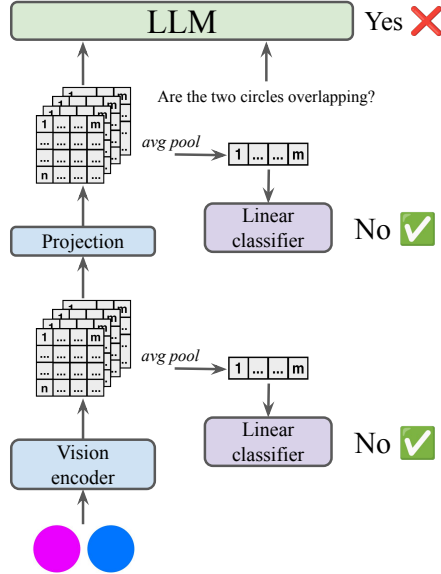 LLM
Yes ❌
Are the two circles overlapping?
1 ... ... m
... ... ... ...
... ... ... ...
n ... ... ...
avg pool
1 ... ... m
Linear
classifier
No ✅
Projection
1 ... ... m
... ... ... ...
... ... ... ...
n ... ... ...
avg pool
1 ... ... m
Linear
classifier
No ✅
Vision
encoder